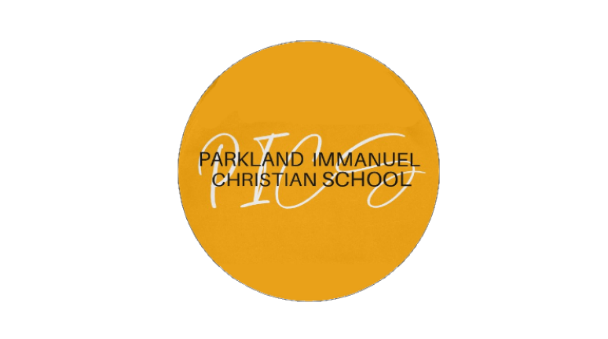 PICS
PARKLAND IMMANUEL
CHRISTIAN SCHOOL